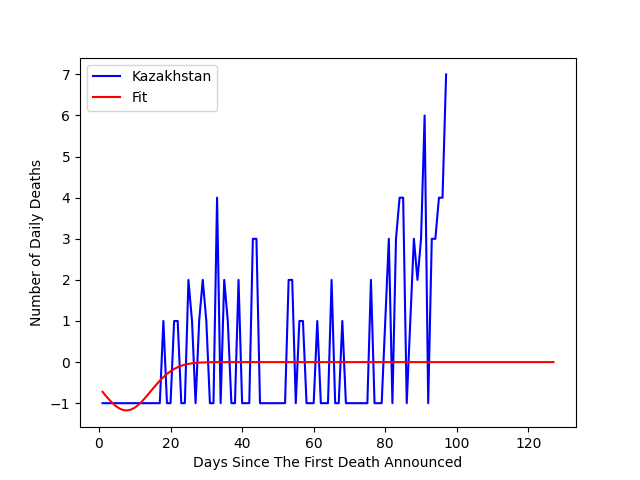 Kazakhstan
Fit
Number of Daily Deaths
7
6
5
4
3
2
1
0
−1
0 20 40 60 80 100 120
Days Since The First Death Announced